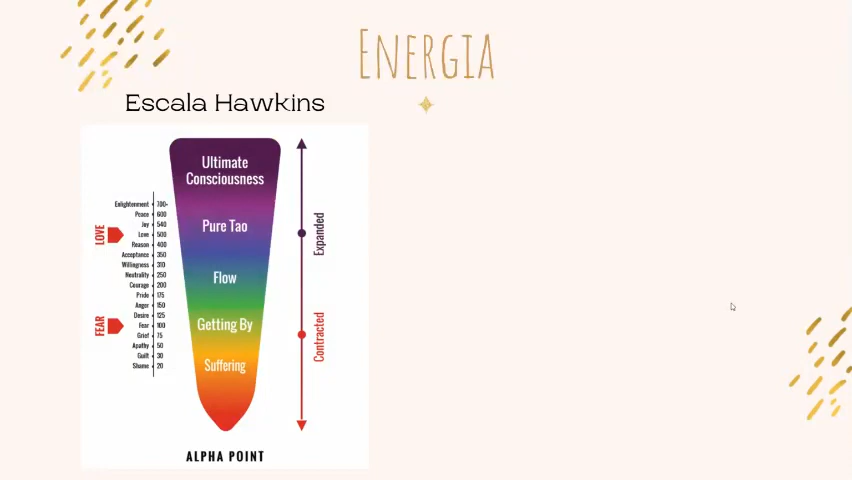 ENERGIA
Escala Hawkins
Ultimate
Consciousness
Pure Tao
Flow
Getting By
Suffering
Enlightenment 700+
Peace 600
Joy 540
Love 500
Reason 400
Acceptance 350
Willingness 310
Neutrality 250
Courage 200
Pride 175
Anger 150
Desire 125
Fear 100
Grief 75
Apathy 50
Guilt 30
Shame 20
LOVE
FEAR
Expanded
Contracted
ALPHA POINT